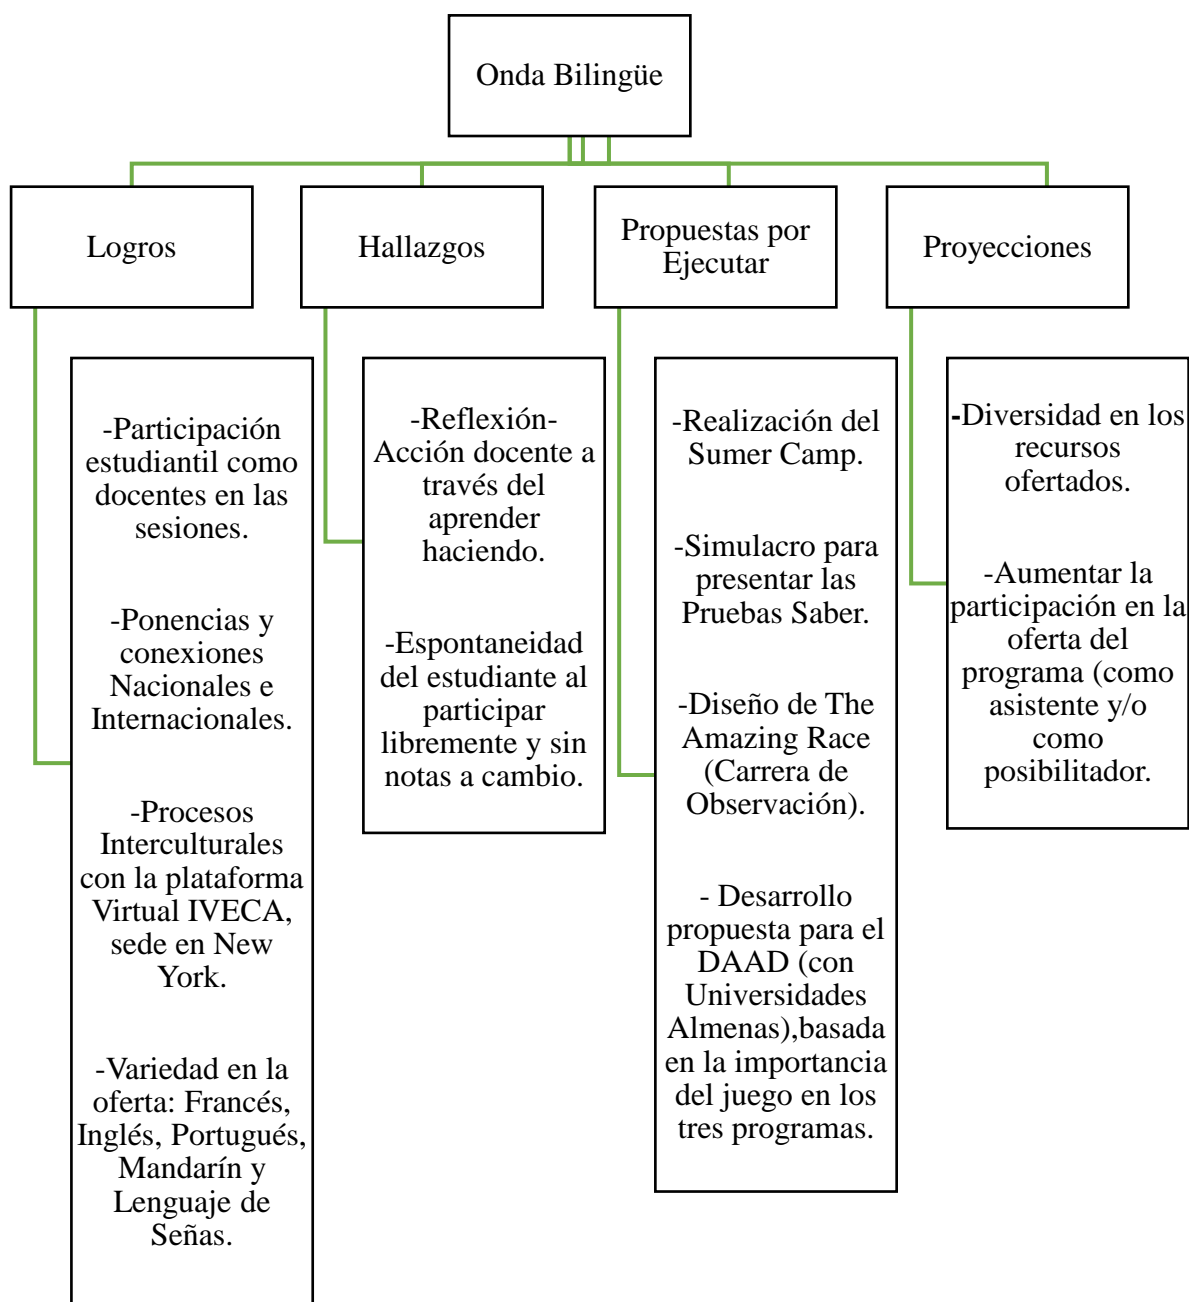 Onda Bilingüe
Logros
Hallazgos
Propuestas por
Ejecutar
Proyecciones
-Participación
estudiantil como
docentes en las
sesiones.
-Ponencias y
conexiones
Nacionales e
Internacionales.
-Procesos
Interculturales
con la plataforma
Virtual IVECA,
sede en New
York.
-Variedad en la
oferta: Francés,
Inglés, Portugués,
Mandarín y
Lenguaje de
Señas.
-Reflexión-
Acción docente a
través del
aprender
haciendo.
-Espontaneidad
del estudiante al
participar
libremente y sin
notas a cambio.
-Realización del
Sumer Camp.
-Simulacro para
presentar las
Pruebas Saber.
-Diseño de The
Amazing Race
(Carrera de
Observación).
- Desarrollo
propuesta para el
DAAD (con
Universidades
Almenas),basada
en la importancia
del juego en los
tres programas.
-Diversidad en los
recursos
ofertados.
-Aumentar la
participación en la
oferta del
programa (como
asistente y/o
como
posibilitador.